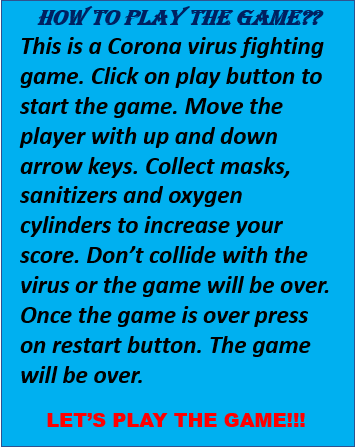 HOW TO PLAY THE GAME??
This is a Corona virus fighting
game. Click on play button to
start the game. Move the
player with up and down
arrow keys. Collect masks,
sanitizers and oxygen
cylinders to increase your
score. Don’t collide with the
virus or the game will be over.
Once the game is over press
on restart button. The game
will be over.
LET’S PLAY THE GAME!!!